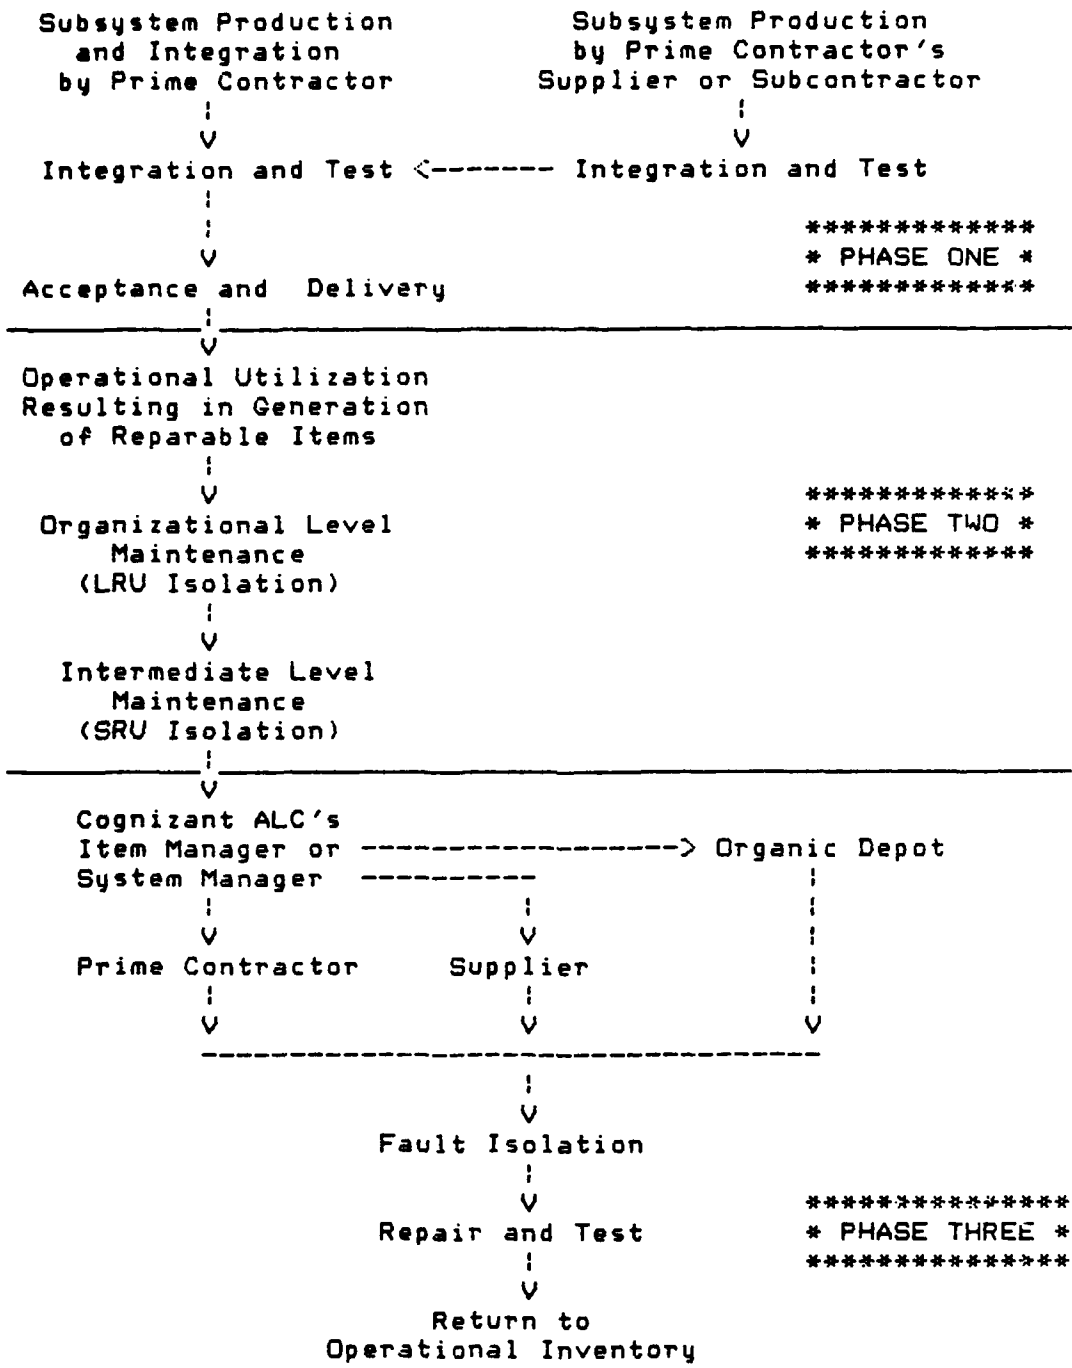 Subsystem Production
and Integration
by Prime Contractor
Subsystem Production
by Prime Contractor's
Supplier or Subcontractor
Integration and Test <------- Integration and Test
*************
* PHASE ONE *
*************
Acceptance and Delivery
Operational Utilization
Resulting in Generation
of Reparable Items
*************
* PHASE TWO *
*************
Organizational Level
Maintenance
(LRU Isolation)
Intermediate Level
Maintenance
(SRU Isolation)
Cognizant ALC's
Item Manager or ------------------> Organic Depot
System Manager ----------
Prime Contractor Supplier
Fault Isolation
Repair and Test
***************
* PHASE THREE *
***************
Return to
Operational Inventory